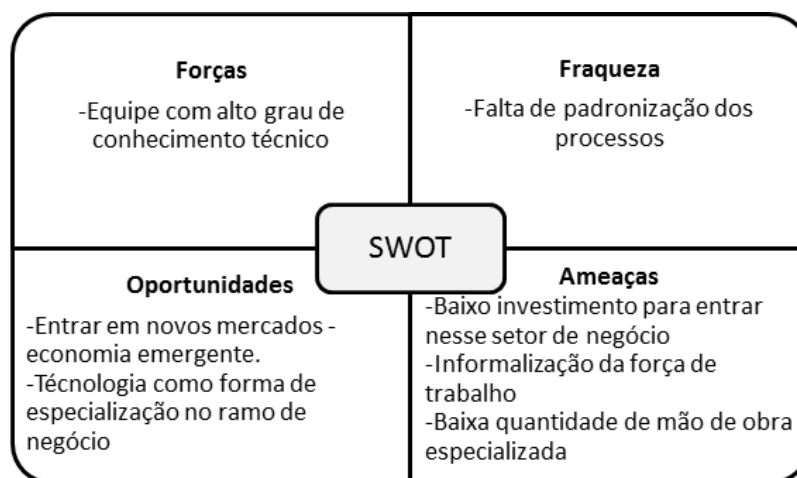 Forças
-Equipe com alto grau de
conhecimento técnico
Fraqueza
-Falta de padronização dos
processos
SWOT
Oportunidades
-Entrar em novos mercados -
economia emergente.
-Técnologia como forma de
especialização no ramo de
negócio
Ameaças
-Baixo investimento para entrar
nesse setor de negócio
-Informalização da força de
trabalho
-Baixa quantidade de mão de obra
especializada